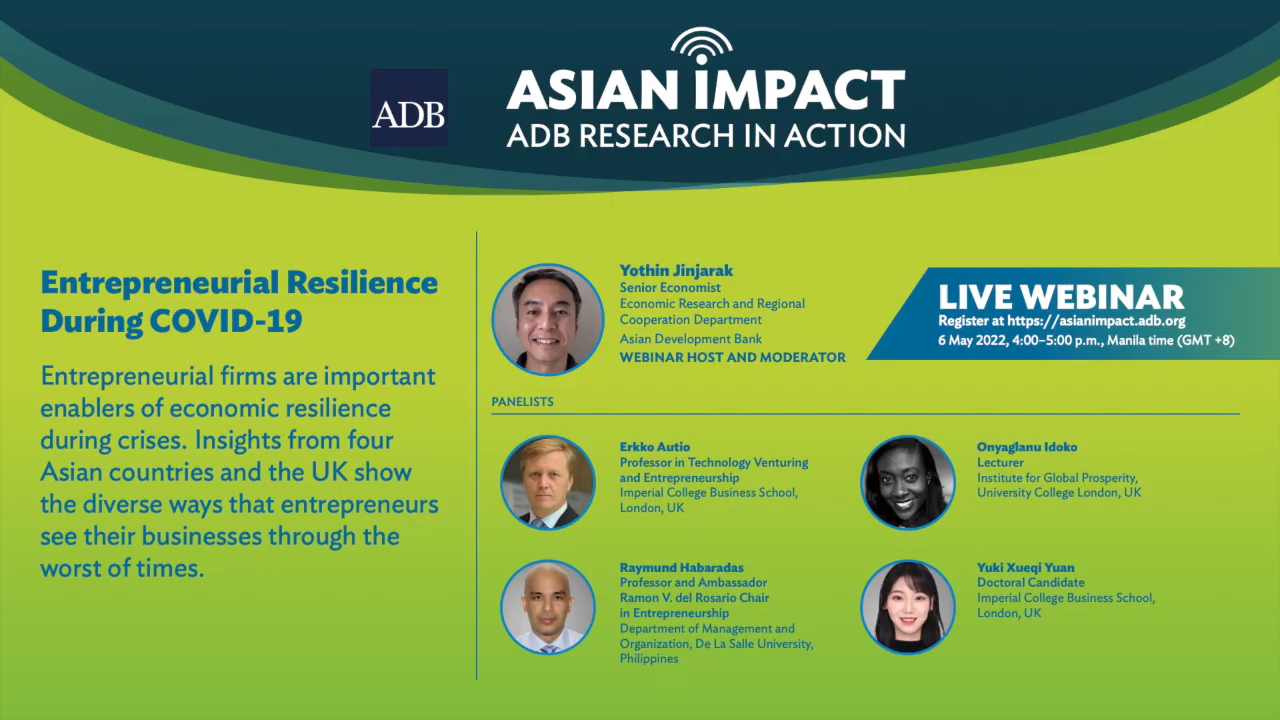 ADB
ASIAN IMPACT
ADB RESEARCH IN ACTION
Entrepreneurial Resilience
During COVID-19
Entrepreneurial firms are important
enablers of economic resilience
during crises. Insights from four
Asian countries and the UK show
the diverse ways that entrepreneurs
see their businesses through the
worst of times.
Yothin Jinjarak
Senior Economist
Economic Research and Regional
Cooperation Department
Asian Development Bank
WEBINAR HOST AND MODERATOR
LIVE WEBINAR
Register at https://asianimpact.adb.org
6 May 2022, 4:00–5:00 p.m., Manila time (GMT +8)
PANELISTS
Erkko Autio
Professor in Technology Venturing
and Entrepreneurship
Imperial College Business School,
London, UK
Onyaglanu Idoko
Lecturer
Institute for Global Prosperity,
University College London, UK
Raymund Habaradas
Professor and Ambassador
Ramon V. del Rosario Chair
in Entrepreneurship
Department of Management and
Organization, De La Salle University,
Philippines
Yuki Xueqi Yuan
Doctoral Candidate
Imperial College Business School,
London, UK